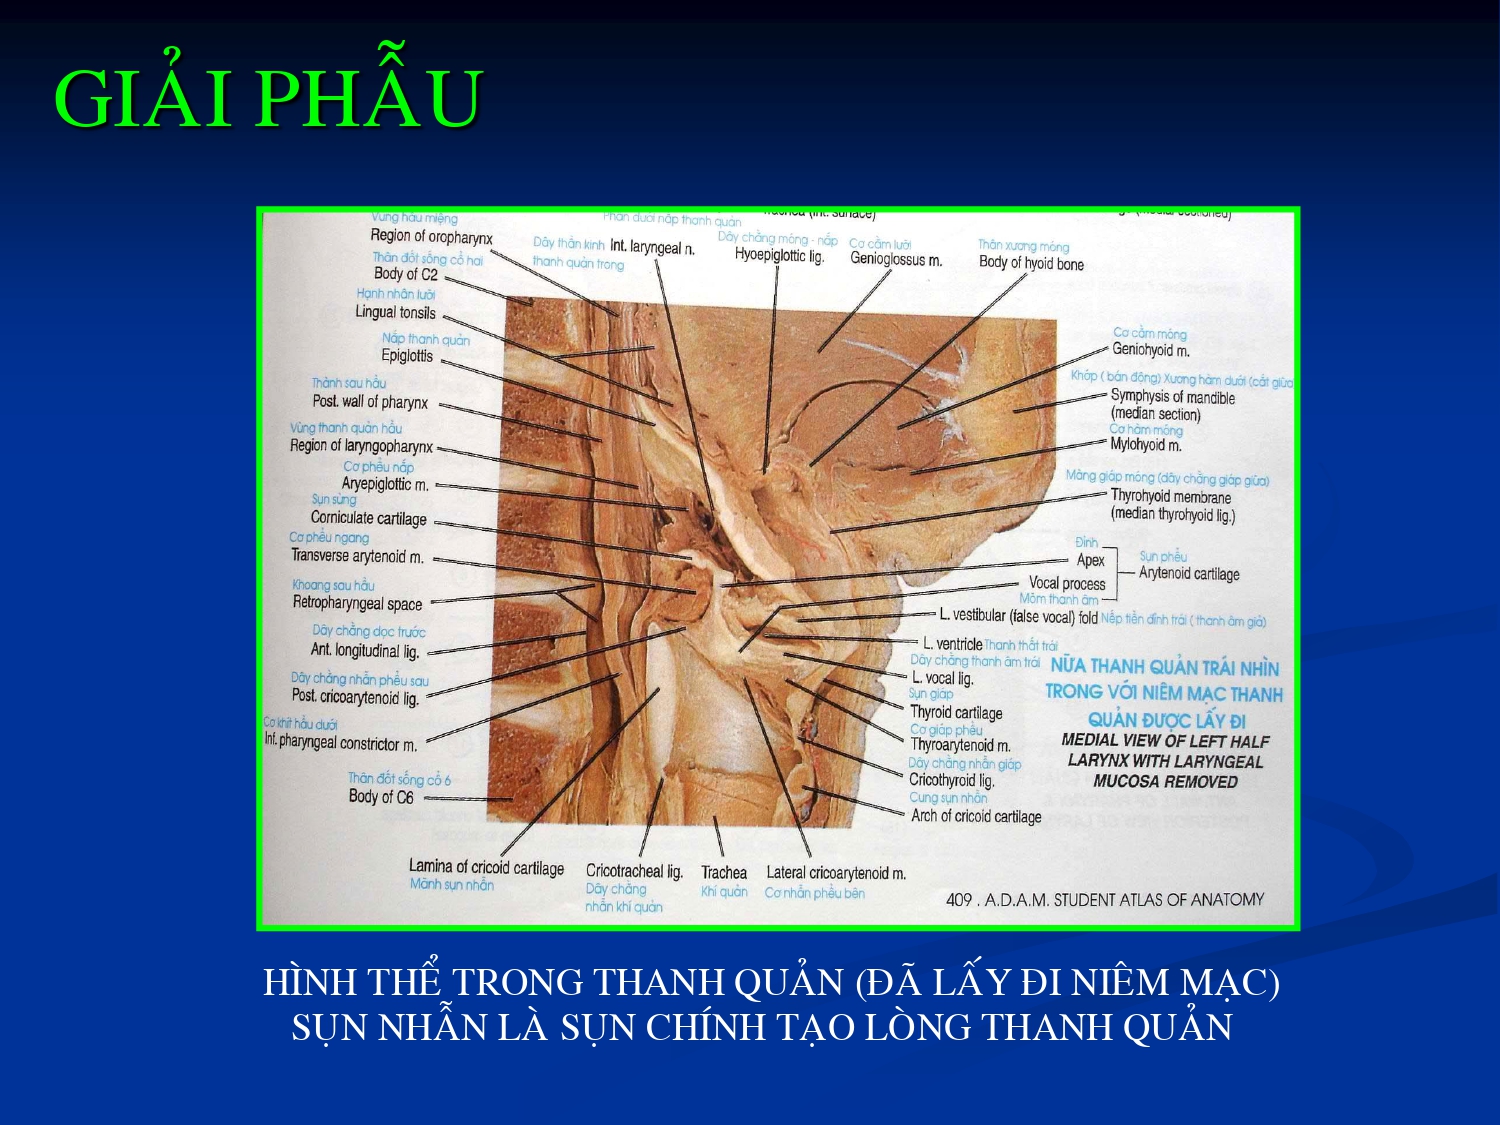 GIẢI PHẪU
Vùng hầu miệng
Region of oropharynx
Thân đốt sống cổ hai
Body of C2
Hạnh nhân lưỡi
Lingual tonsils
Nắp thanh quản
Epiglottis
Thành sau hầu
Post. wall of pharynx
Vùng thanh quản hầu
Region of laryngopharynx
Cơ phễu nắp
Aryepiglottic m.
Sụn sừng
Corniculate cartilage
Cơ phễu ngang
Transverse arytenoid m.
Khoang sau hầu
Retropharyngeal space
Dây chằng dọc trước
Ant. longitudinal lig.
Dây chằng nhẫn phễu sau
Post. cricoarytenoid lig.
Cơ khít hầu dưới
Inf. pharyngeal constrictor m.
Thân đốt sống cổ 6
Body of C6
Phần dưới nắp thanh quản
Dây thần kinh Int. laryngeal n.
thanh quản trong
Dây chằng móng - nắp
Hyoepiglottic lig.
Cơ cằm lưỡi
Genioglossus m.
Thân xương móng
Body of hyoid bone
Cơ cằm móng
Geniohyoid m.
Khớp ( bán động) Xương hàm dưới (cắt giữa
Symphysis of mandible
(median section)
Cơ hàm móng
Mylohyoid m.
Màng giáp móng (dây chằng giáp giữa)
Thyrohyoid membrane
(median thyrohyoid lig.)
Đỉnh
Apex
Sụn phễu
Arytenoid cartilage
Vocal process
Mõm thanh âm
L. vestibular (false vocal) fold Nếp tiền đình trái ( thanh âm giả)
L. ventricle Thanh thất trái
Dây chằng thanh âm trái
L. vocal lig.
Sụn giáp
Thyroid cartilage
Cơ giáp phễu
Thyroarytenoid m.
Dây chằng nhẫn giáp
Cricothyroid lig.
Cung sụn nhẫn
Arch of cricoid cartilage
NỬA THANH QUẢN TRÁI NHÌN
TRONG VỚI NIÊM MẠC THANH
QUẢN ĐƯỢC LẤY ĐI
MEDIAL VIEW OF LEFT HALF
LARYNX WITH LARYNGEAL
MUCOSA REMOVED
Lamina of cricoid cartilage
Mãnh sụn nhẫn
Cricotracheal lig.
Dây chằng
nhẫn khí quản
Trachea
Khí quản
Lateral cricoarytenoid m.
Cơ nhẫn phễu bên
409 . A.D.A.M. STUDENT ATLAS OF ANATOMY
HÌNH THỂ TRONG THANH QUẢN (ĐÃ LẤY ĐI NIÊM MẠC)
SỤN NHẪN LÀ SỤN CHÍNH TẠO LÒNG THANH QUẢN